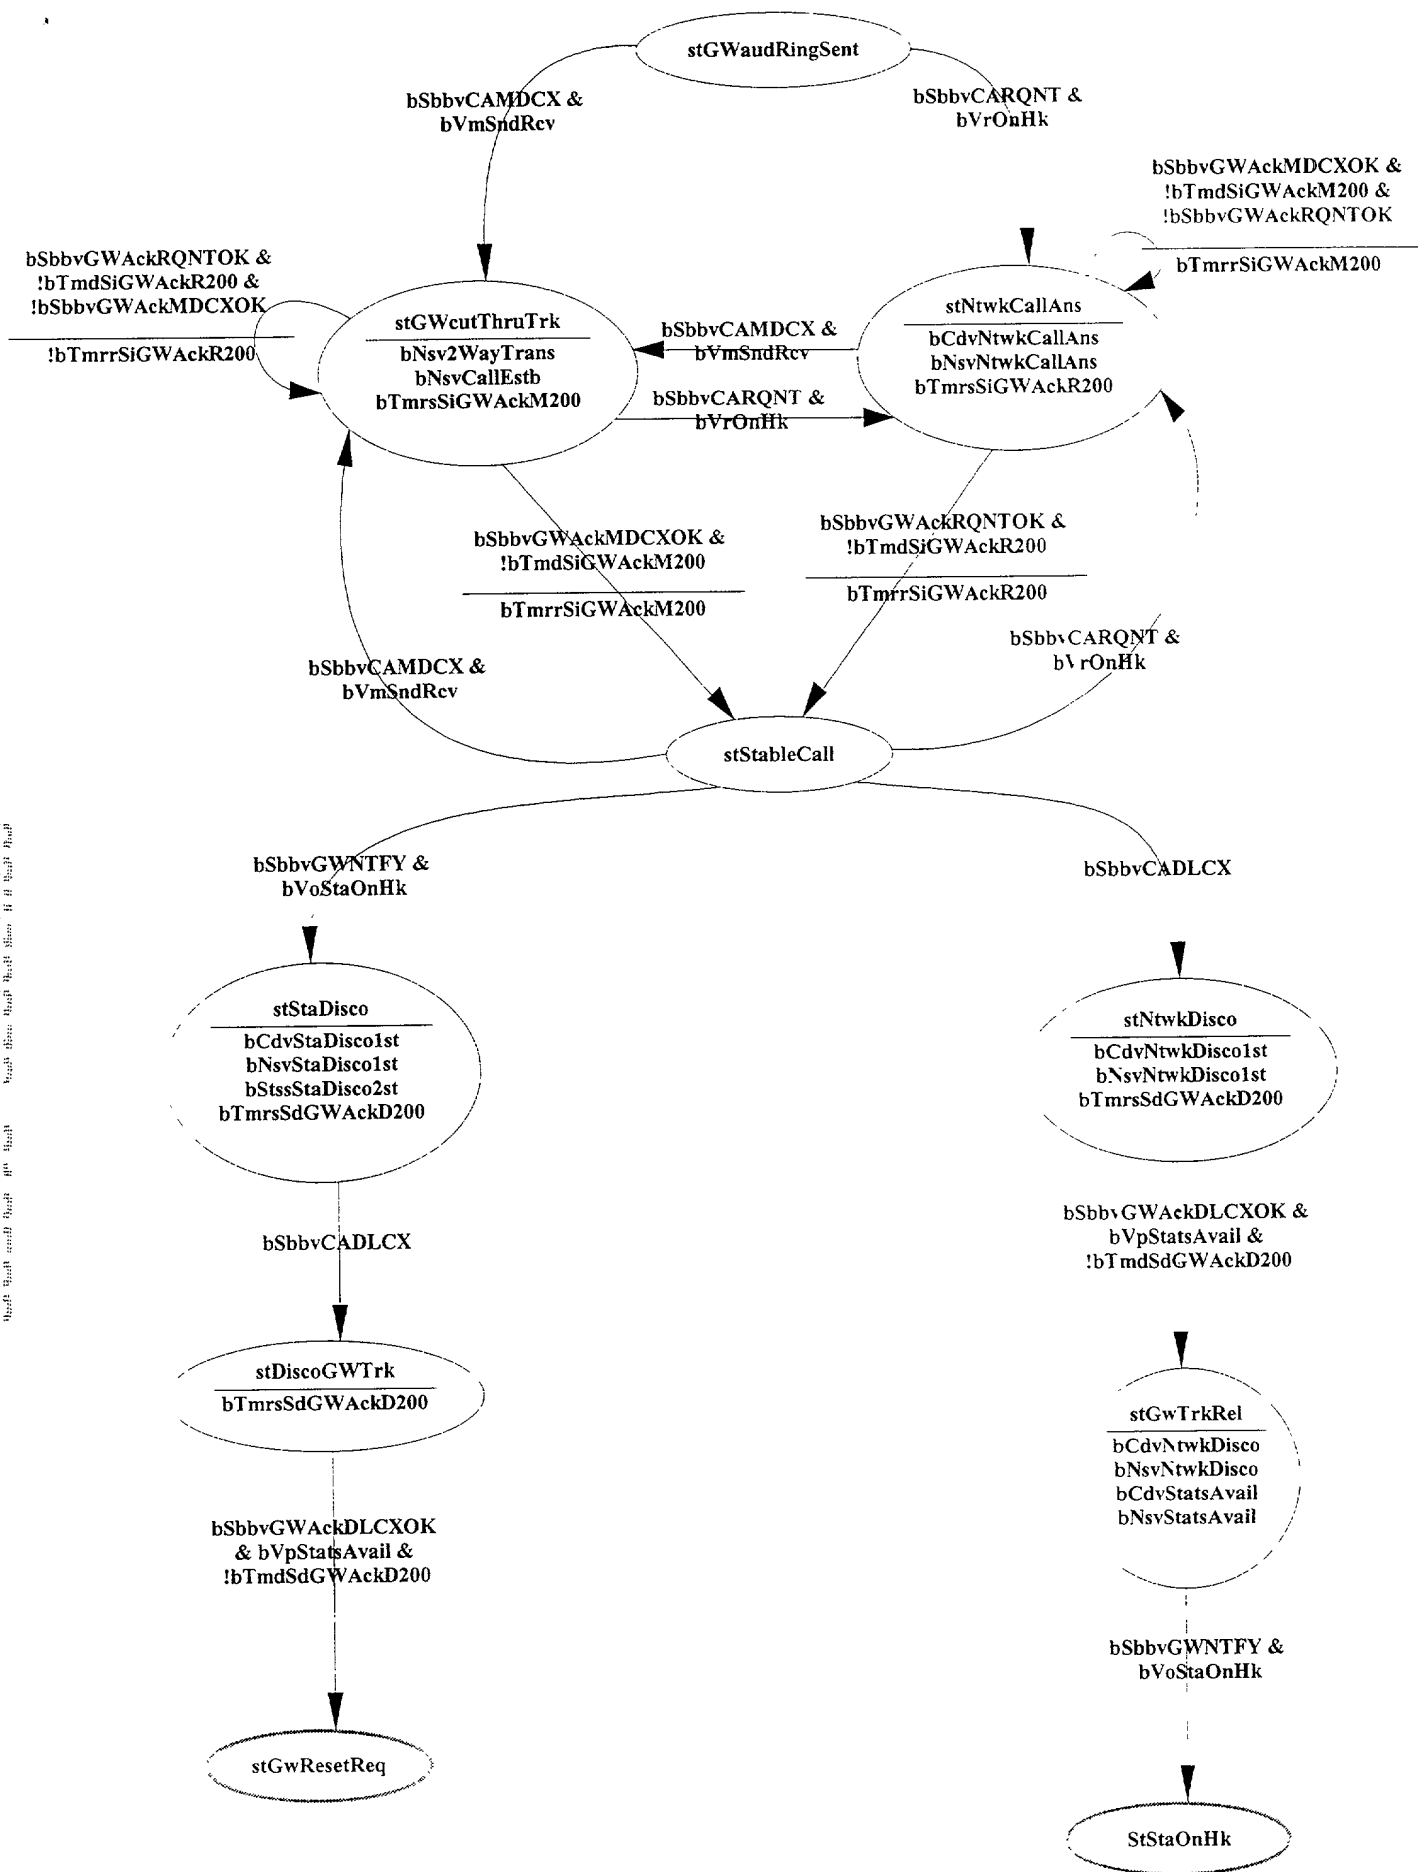 stGWaudRingSent
bSbbvCAMDCX &
bVmSndRcv
bSbbvCARQNT &
bVrOnHk
bSbbvGWAckMDCXOK &
!bTmdSiGWAckM200 &
!bSbbvGWAckRQNTOK
bTmrrSiGWAckM200
bSbbvGWAckRQNTOK &
!bTmdSiGWAckR200 &
!bSbbvGWAckMDCXOK
!bTmrrSiGWAckR200
stGWcutThruTrk
bNsv2WayTrans
bNsvCallEstb
bTmrsSiGWAckM200
bSbbvCAMDCX &
bVmSndRcv
bSbbvCARQNT &
bVrOnHk
stNtwkCallAns
bCdvNtwkCallAns
bNsvNtwkCallAns
bTmrsSiGWAckR200
bSbbvGWAckMDCXOK &
!bTmdSiGWAckM200
bTmrrSiGWAckM200
bSbbvGWAckRQNTOK &
!bTmdSiGWAckR200
bTmrrSiGWAckR200
bSbbvCAMDCX &
bVmSndRcv
bSbbvCARQNT &
bVrOnHk
stStableCall
bSbbvGWNTFY &
bVoStaOnHk
bSbbvCADLCX
stStaDisco
bCdvStaDisco1st
bNsvStaDisco1st
bStssStaDisco2st
bTmrsSdGWAckD200
stNtwkDisco
bCdvNtwkDisco1st
bNsvNtwkDisco1st
bTmrsSdGWAckD200
bSbbvCADLCX
bSbbvGWAckDLCXOK &
bVpStatsAvail &
!bTmdSdGWAckD200
stDiscoGWTrk
bTmrsSdGWAckD200
stGwTrkRel
bCdvNtwkDisco
bNsvNtwkDisco
bCdvStatsAvail
bNsvStatsAvail
bSbbvGWAckDLCXOK
& bVpStatsAvail &
!bTmdSdGWAckD200
bSbbvGWNTFY &
bVoStaOnHk
stGwResetReq
StStaOnHk